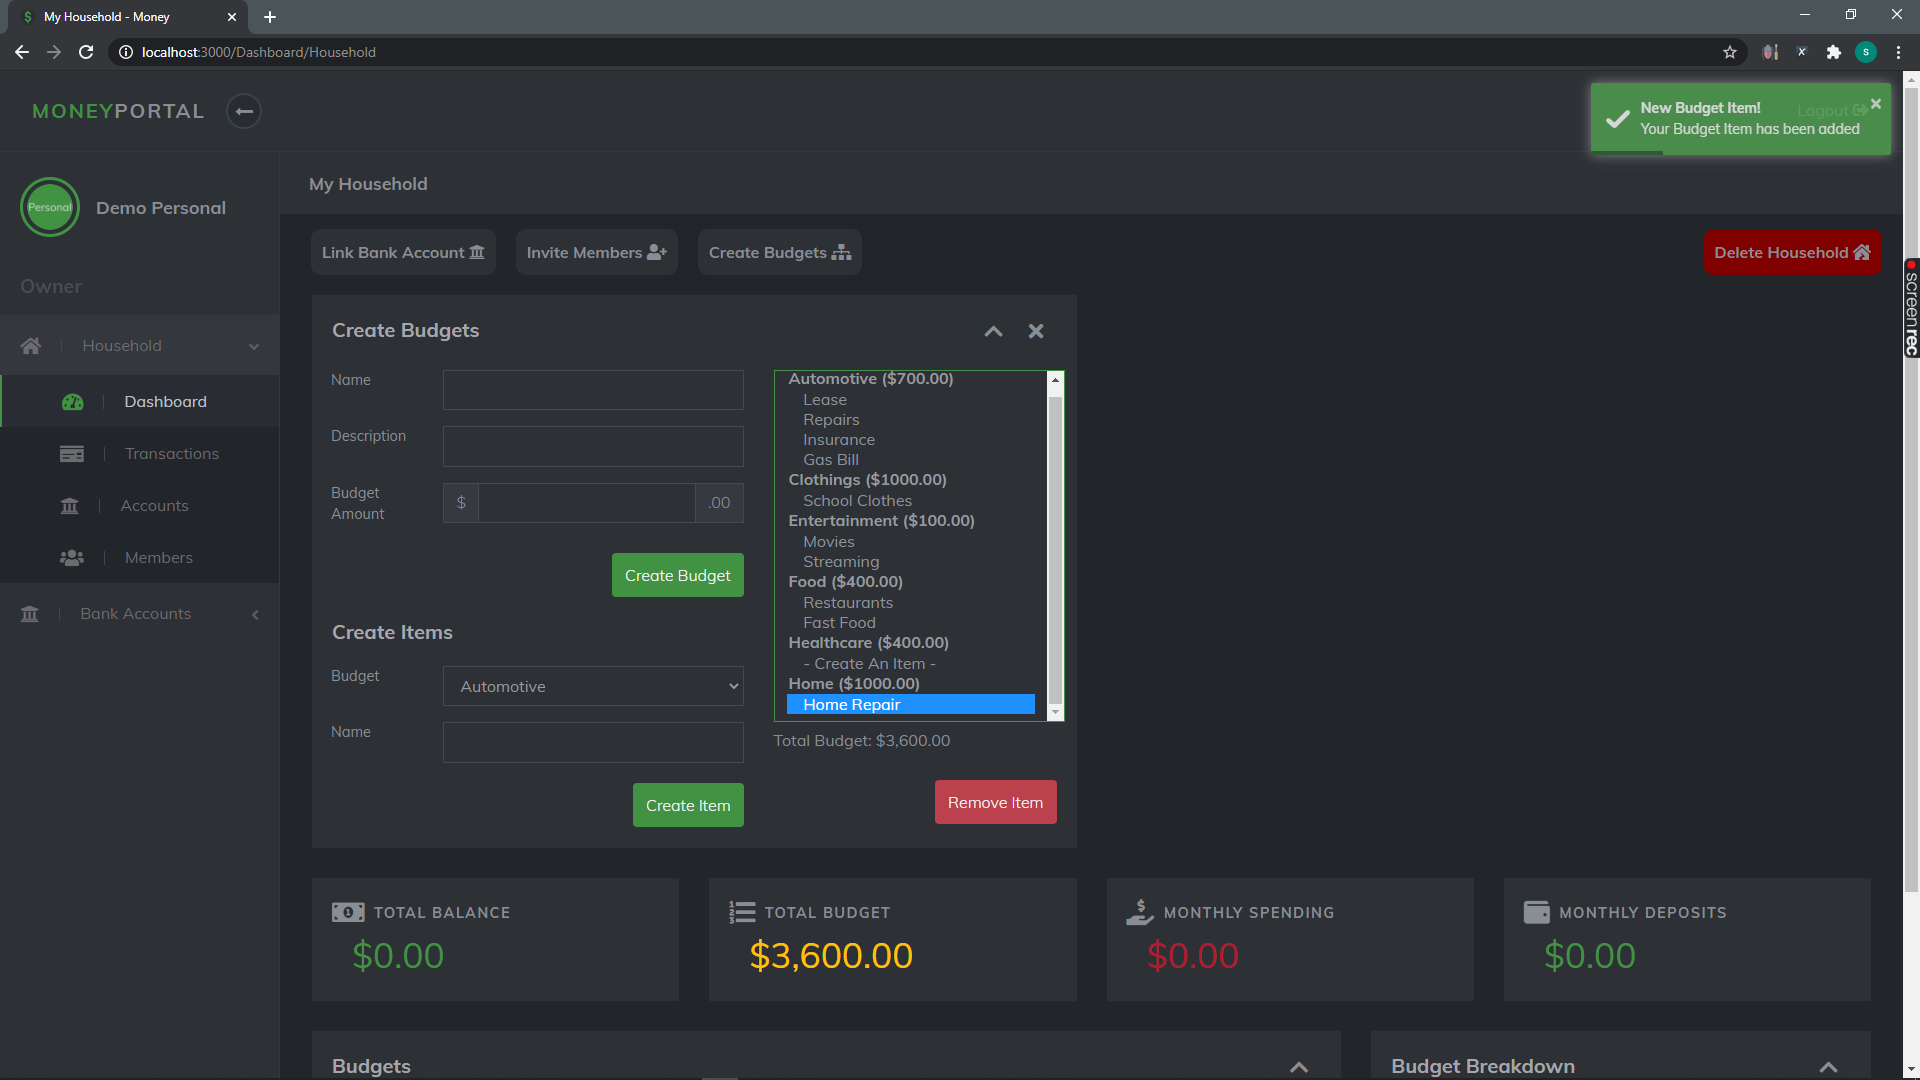 My Household - Money
localhost:3000/Dashboard/Household
S
MONEYPORTAL
Logout
New Budget Item!
Your Budget Item has been added
Personal
Demo Personal
Owner
Household
Dashboard
Transactions
Accounts
Members
Bank Accounts
My Household
Link Bank Account
Invite Members
Create Budgets
Delete Household
screenrec
Create Budgets
Name
Description
Budget
Amount
$
.00
Create Budget
Create Items
Budget
Automotive
Name
Create Item
Automotive ($700.00)
Lease
Repairs
Insurance
Gas Bill
Clothings ($1000.00)
School Clothes
Entertainment ($100.00)
Movies
Streaming
Food ($400.00)
Restaurants
Fast Food
Healthcare ($400.00)
- Create An Item -
Home ($1000.00)
Home Repair
Total Budget: $3,600.00
Remove Item
TOTAL BALANCE
$0.00
TOTAL BUDGET
$3,600.00
MONTHLY SPENDING
$0.00
MONTHLY DEPOSITS
$0.00
Budgets
Budget Breakdown